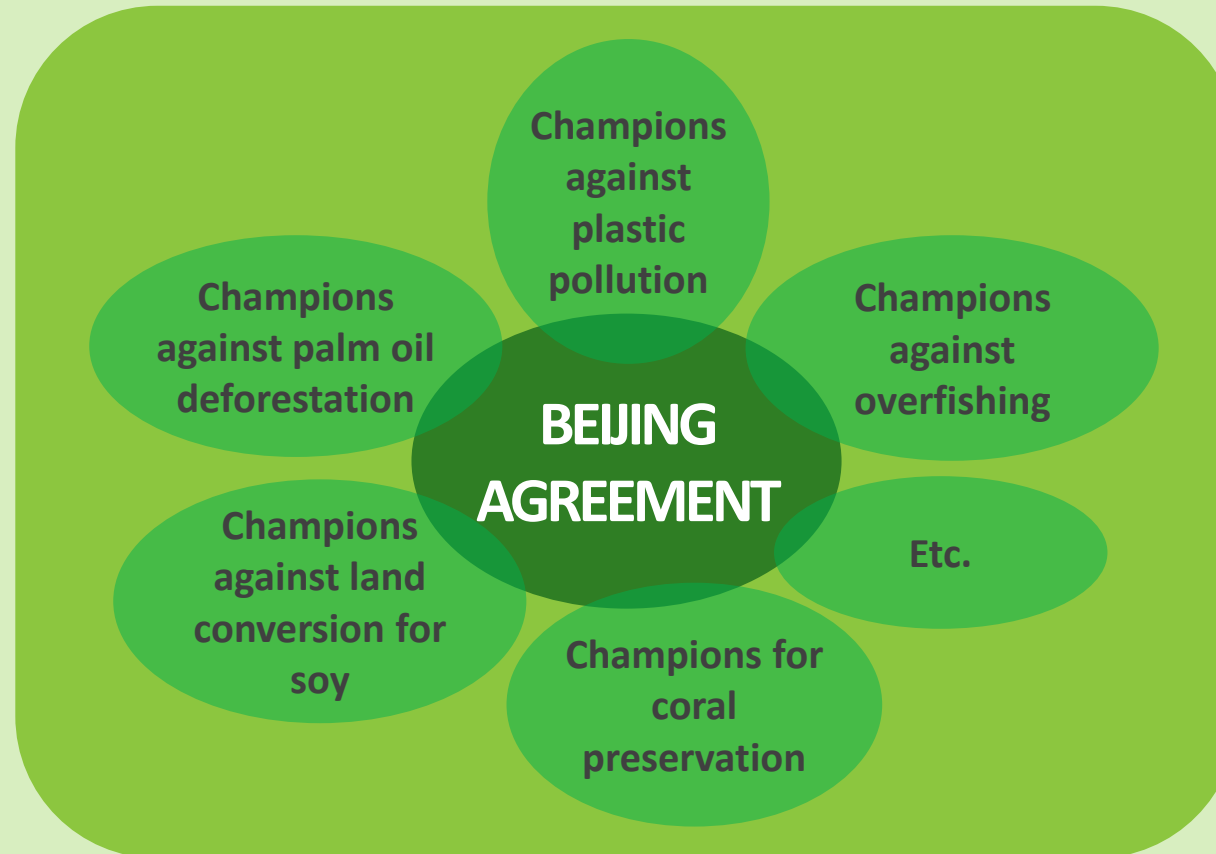 Champions
against
plastic
pollution
Champions
against palm oil
deforestation
Champions
against
overfishing
BEIJING
AGREEMENT
Champions
against land
conversion for
soy
Etc.
Champions for
coral
preservation